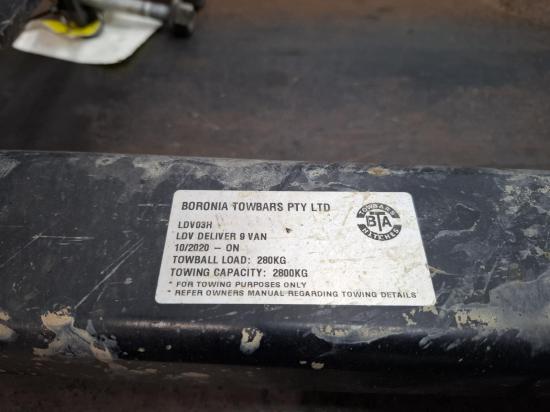 BORONIA TOWBARS PTY LTD
LDV03H
LDV DELIVER 9 VAN
10/2020 - ON
TOWBALL LOAD: 280KG
TOWING CAPACITY: 2800KG
* FOR TOWING PURPOSES ONLY
* REFER OWNERS MANUAL REGARDING TOWING DETAILS
TOWBARS
BTA
HITCHES